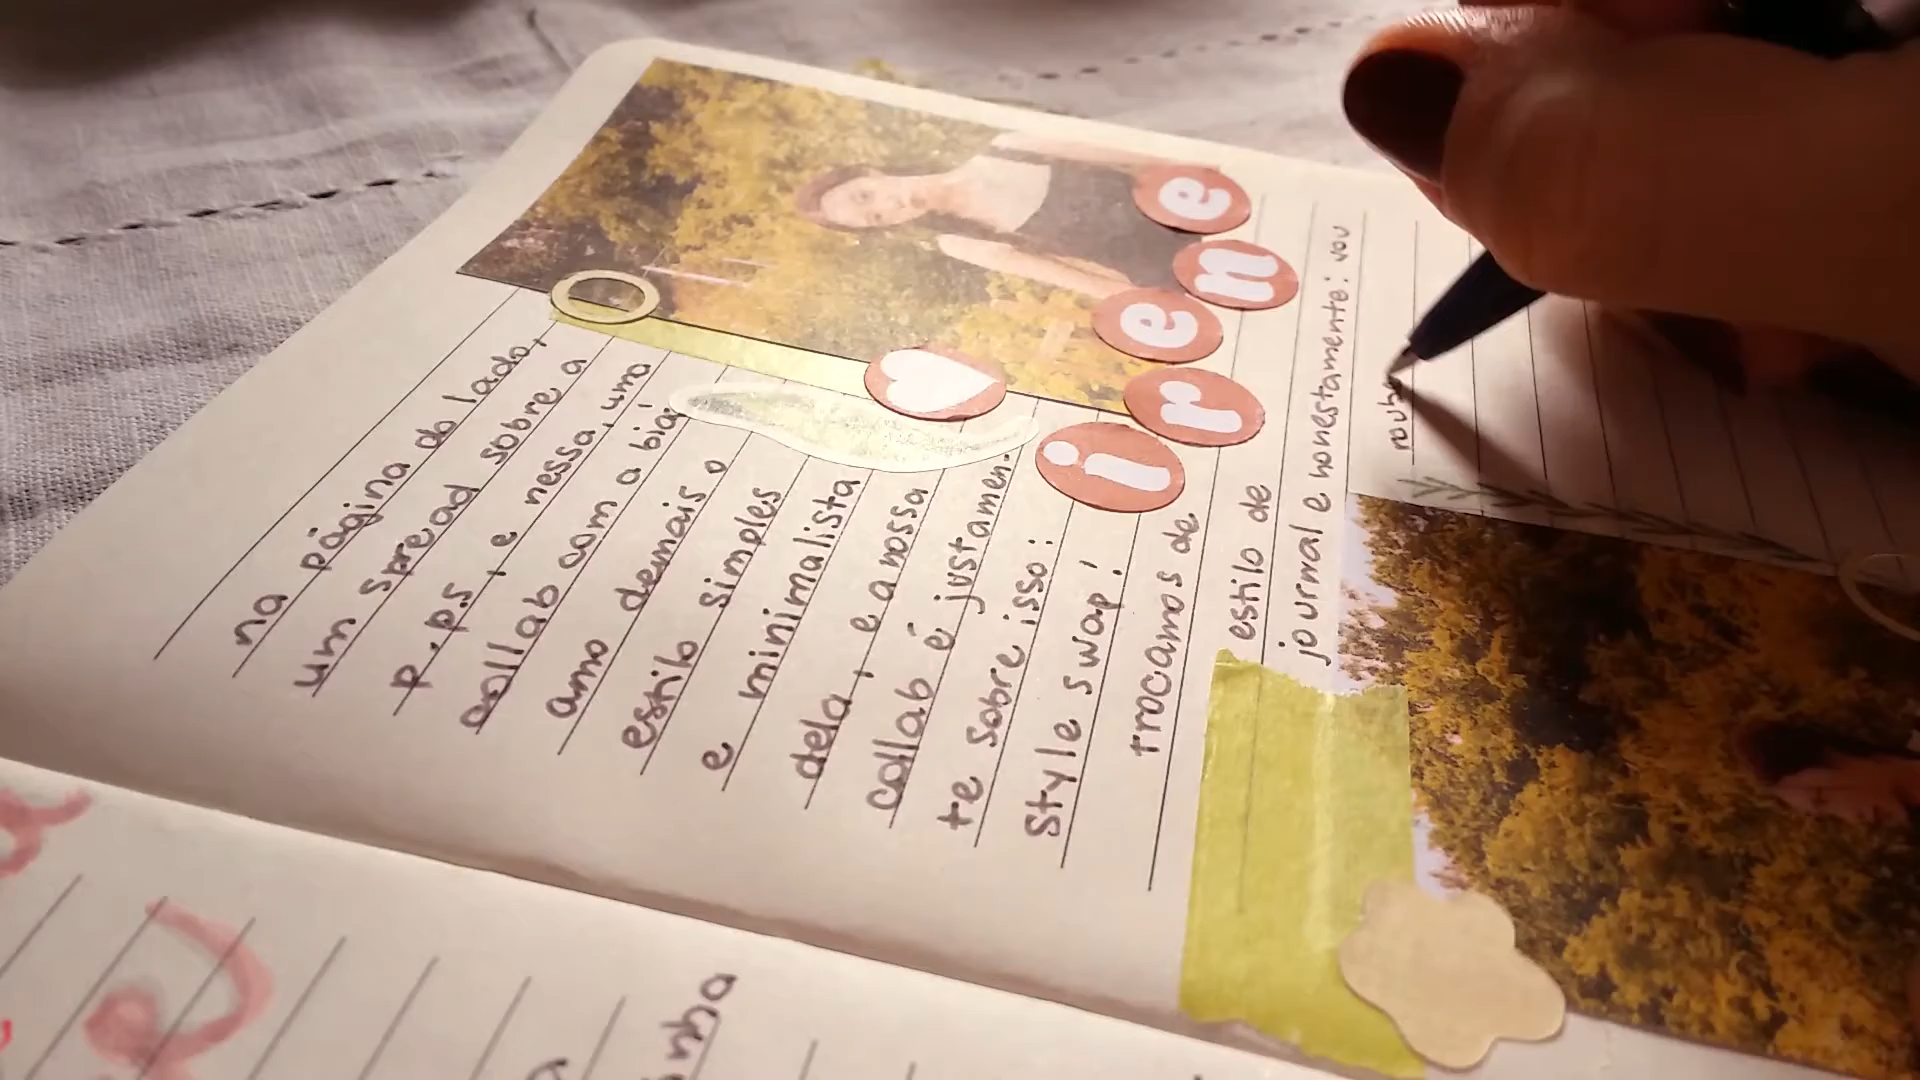 irene
na página do lado,
um spread sobre a
p.ps, e nessa, uma
collab com a bia:
amo demais o
estilo simples
e minimalista
dela, e a nossa
collab é justamen-
te sobre isso:
style swap!
trocamos de
estilo de
journal e honestamente: vou